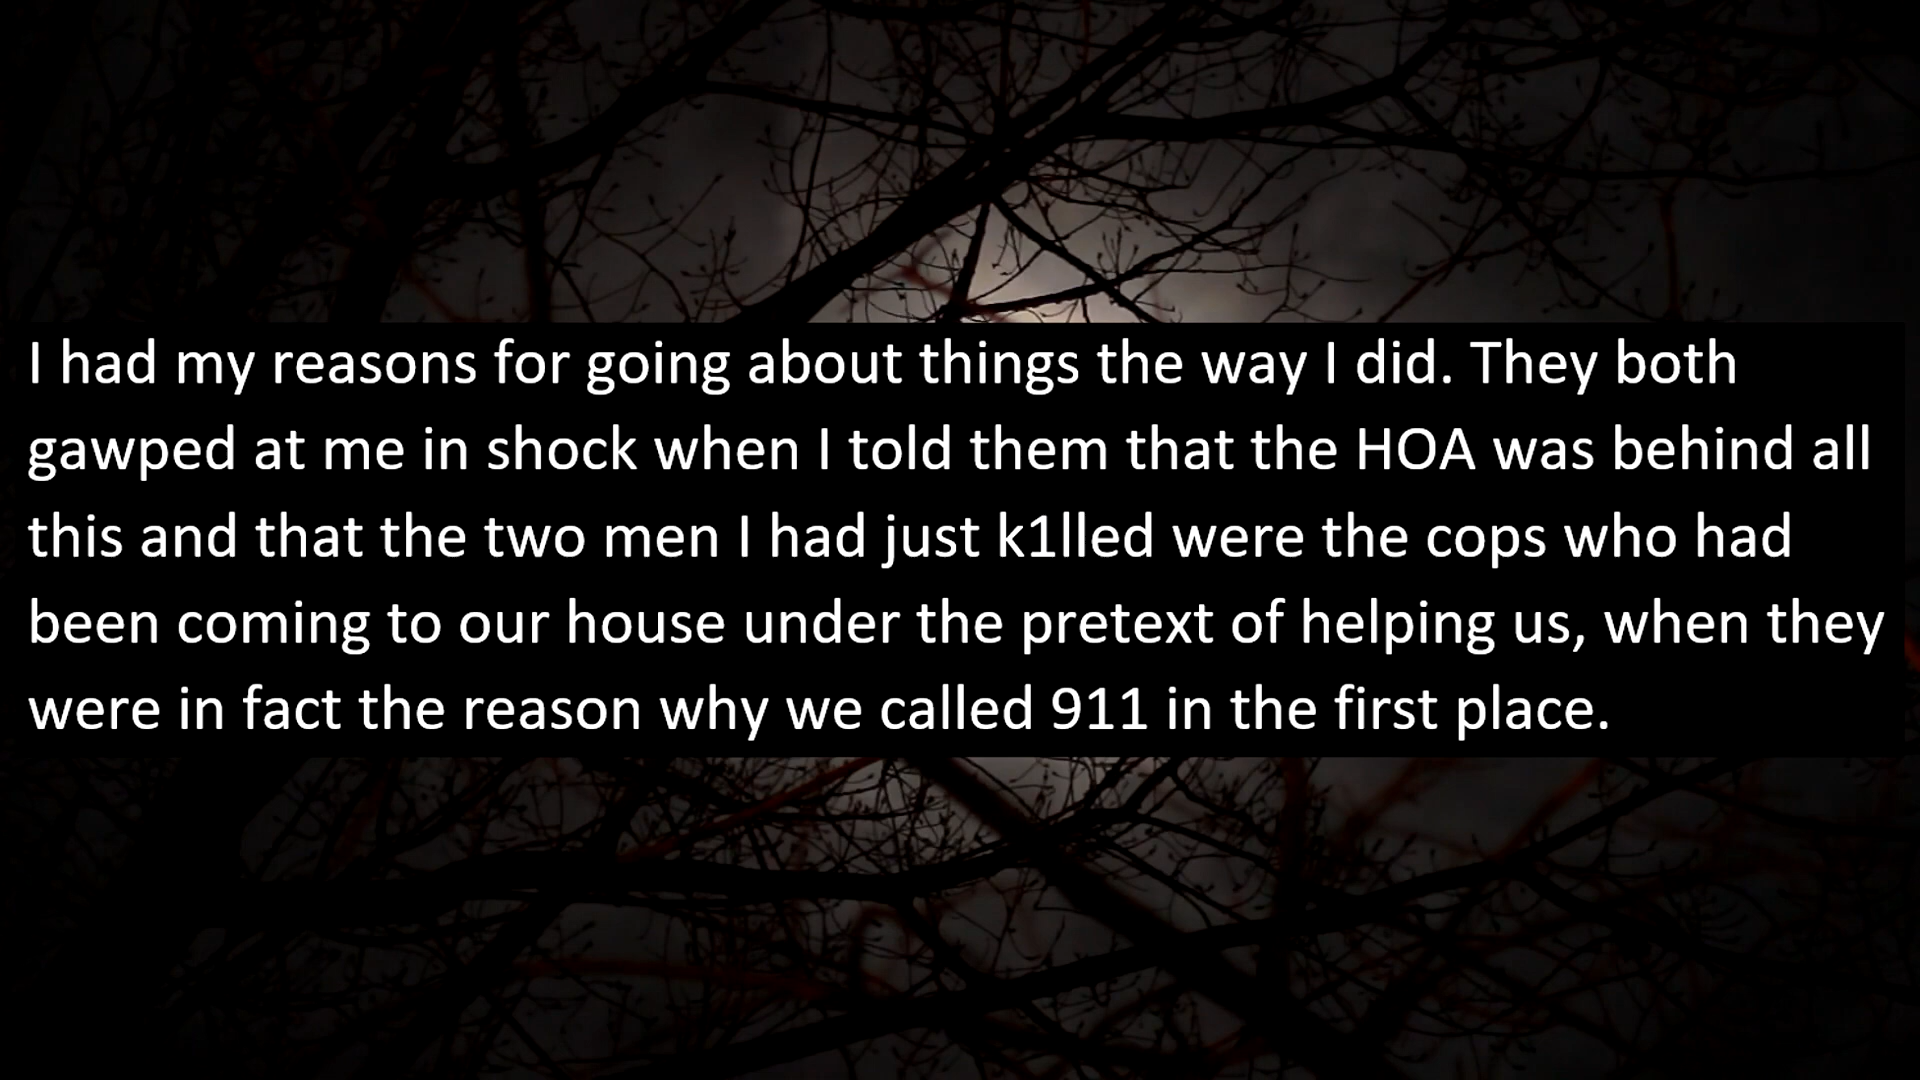 I had my reasons for going about things the way I did. They both
gawped at me in shock when I told them that the HOA was behind all
this and that the two men I had just k1lled were the cops who had
been coming to our house under the pretext of helping us, when they
were in fact the reason why we called 911 in the first place.